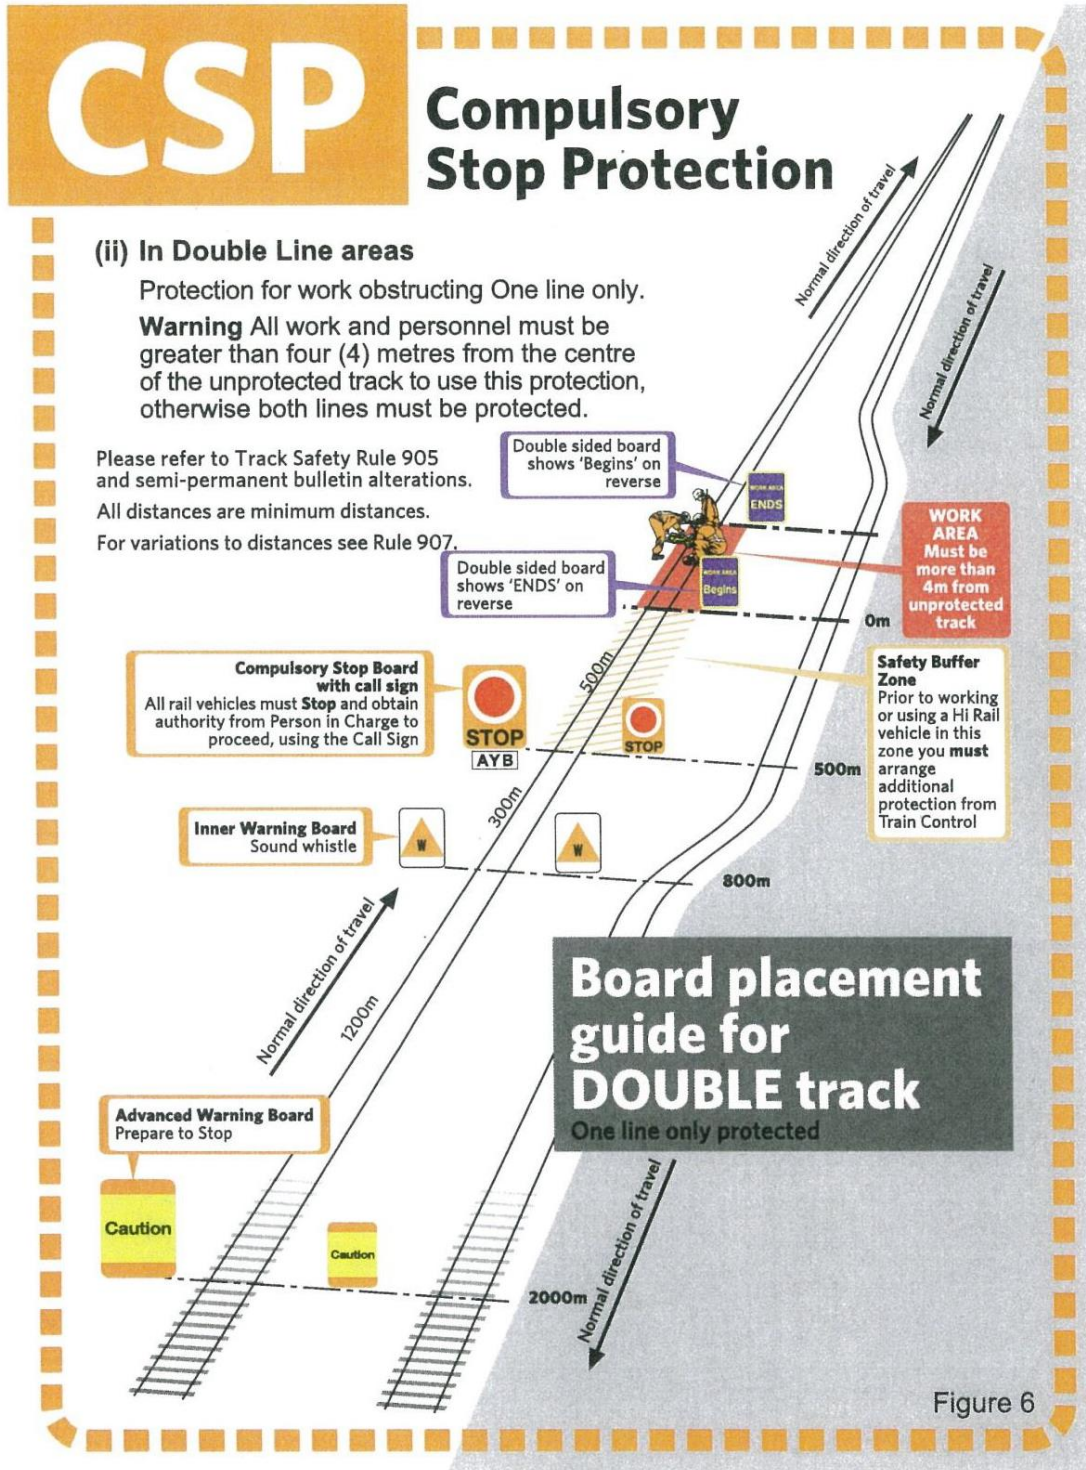 CSP
Compulsory
Stop Protection
(ii) In Double Line areas
Protection for work obstructing One line only.
Warning All work and personnel must be
greater than four (4) metres from the centre
of the unprotected track to use this protection,
otherwise both lines must be protected.
Please refer to Track Safety Rule 905
and semi-permanent bulletin alterations.
All distances are minimum distances.
For variations to distances see Rule 907.
Normal direction of travel
Normal direction of travel
Double sided board
shows 'Begins' on
reverse
WORK AREA
ENDS
WORK
AREA
Must be
more than
4m from
unprotected
track
Double sided board
shows 'ENDS' on
reverse
WORK AREA
Begins
0m
500m
Compulsory Stop Board
with call sign
All rail vehicles must Stop and obtain
authority from Person in Charge to
proceed, using the Call Sign
STOP
AYB
STOP
500m
Safety Buffer
Zone
Prior to working
or using a Hi Rail
vehicle in this
zone you must
arrange
additional
protection from
Train Control
300m
Inner Warning Board
Sound whistle
W
W
800m
Normal direction of travel
1200m
Board placement
guide for
DOUBLE track
One line only protected
Advanced Warning Board
Prepare to Stop
Caution
Caution
2000m
Normal direction of travel
Figure 6